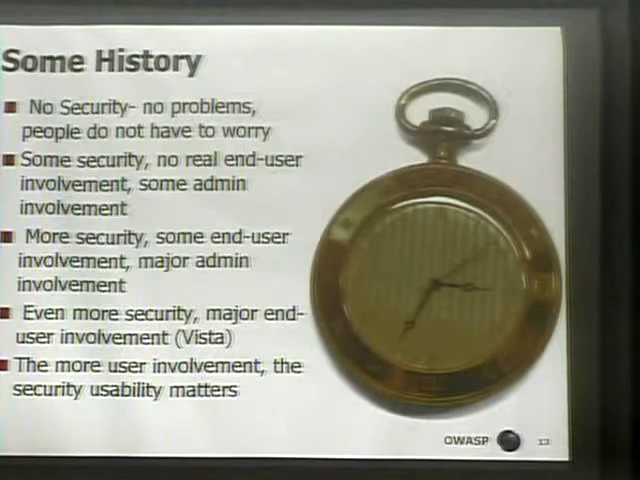 Some History
No Security- no problems,
people do not have to worry
Some security, no real end-user
involvement, some admin
involvement
More security, some end-user
involvement, major admin
involvement
Even more security, major end-
user involvement (Vista)
The more user involvement, the
security usability matters
OWASP 13